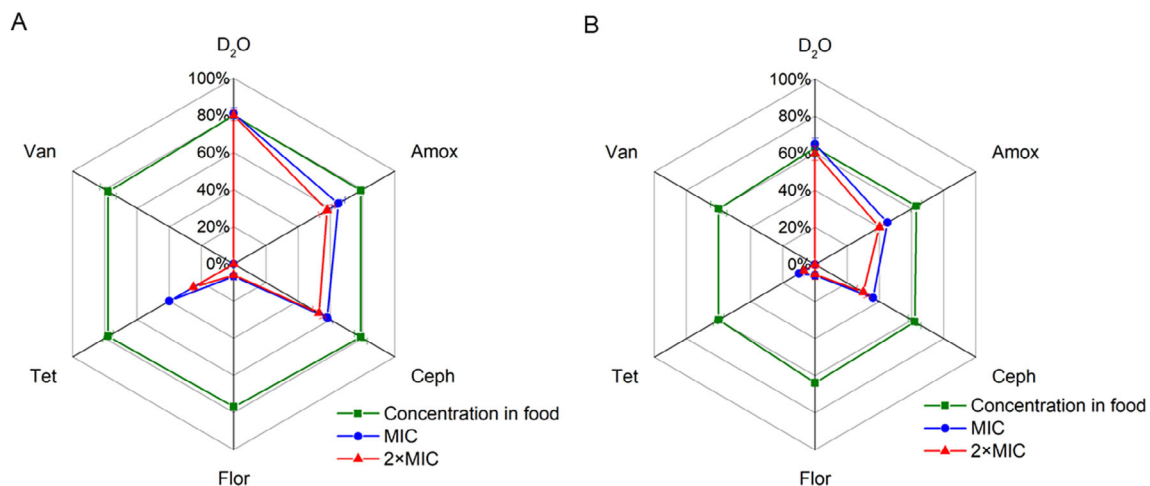 A
D₂O
100%
80%
60%
40%
20%
0%
Amox
Ceph
Flor
Tet
Van
Concentration in food
MIC
2×MIC
B
D₂O
100%
80%
60%
40%
20%
0%
Amox
Ceph
Flor
Tet
Van
Concentration in food
MIC
2×MIC